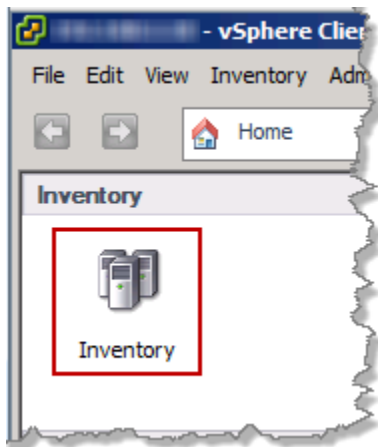 - vSphere Clie
File Edit View Inventory Adm
Home
Inventory
Inventory